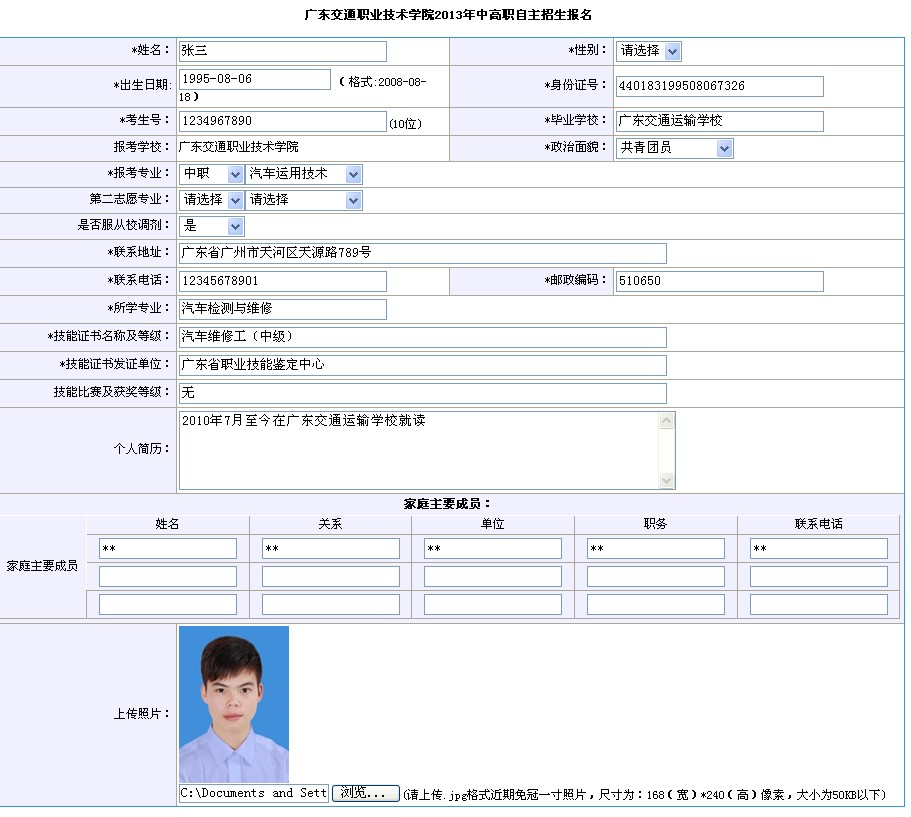 广东交通职业技术学院2013年中高职自主招生报名
*姓名： 张三 *性别： 请选择
*出生日期: 1995-08-06 （格式:2008-08-
18） *身份证号： 440183199508067326
*考生号： 1234967890 (10位) *毕业学校： 广东交通运输学校
报考学校： 广东交通职业技术学院 *政治面貌： 共青团员
*报考专业： 中职 汽车运用技术
第二志愿专业： 请选择 请选择
是否服从校调剂： 是
*联系地址： 广东省广州市天河区天源路789号
*联系电话： 12345678901 *邮政编码： 510650
*所学专业： 汽车检测与维修
*技能证书名称及等级： 汽车维修工（中级）
*技能证书发证单位： 广东省职业技能鉴定中心
技能比赛及获奖等级： 无
个人简历： 2010年7月至今在广东交通运输学校就读
家庭主要成员：
姓名 关系 单位 职务 联系电话
** ** ** ** **
家庭主要成员
上传照片：
C:\Documents and Sett 浏览... (请上传.jpg格式近期免冠一寸照片，尺寸为：168（宽）*240（高）像素，大小为50KB以下)